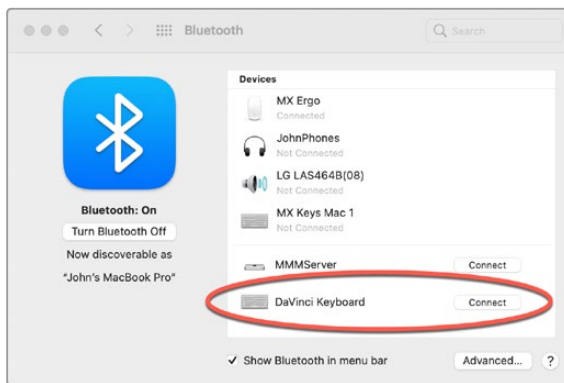 Bluetooth
Search
Bluetooth: On
Turn Bluetooth Off
Now discoverable as
"John's MacBook Pro"
Devices
MX Ergo
Connected
JohnPhones
Not Connected
LG LAS464B(08)
Not Connected
MX Keys Mac 1
Not Connected
MMMServer
Connect
DaVinci Keyboard
Connect
Show Bluetooth in menu bar
Advanced...
?